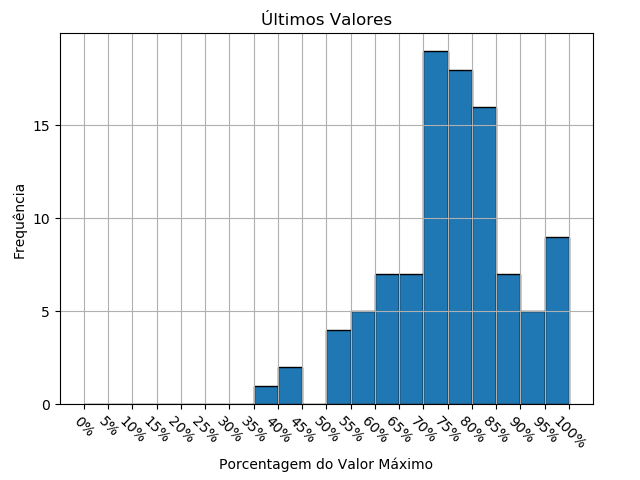 Últimos Valores
Frequência
15
10
5
0
0% 5% 10% 15% 20% 25% 30% 35% 40% 45% 50% 55% 60% 65% 70% 75% 80% 85% 90% 95% 100%
Porcentagem do Valor Máximo